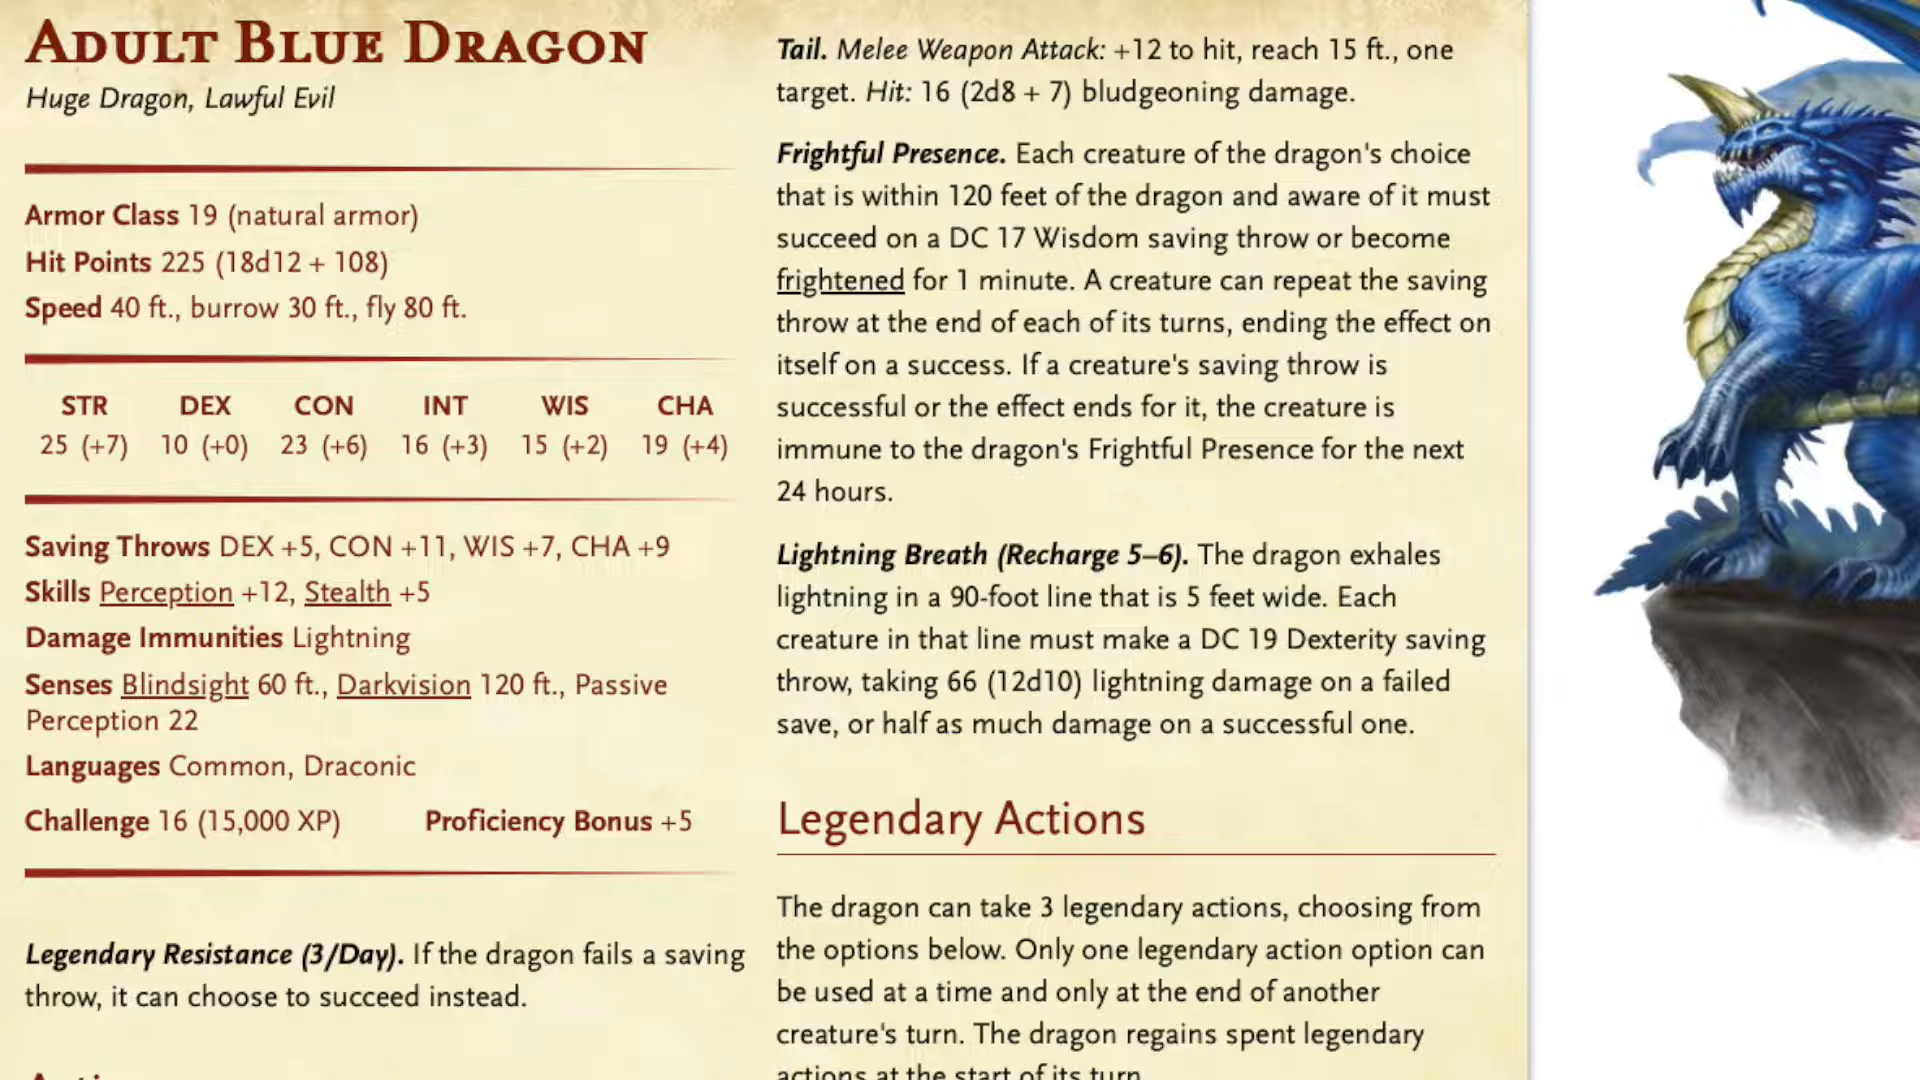 Adult Blue Dragon
Huge Dragon, Lawful Evil
Armor Class 19 (natural armor)
Hit Points 225 (18d12 + 108)
Speed 40 ft., burrow 30 ft., fly 80 ft.
STR DEX CON INT WIS CHA
25 (+7) 10 (+0) 23 (+6) 16 (+3) 15 (+2) 19 (+4)
Saving Throws DEX +5, CON +11, WIS +7, CHA +9
Skills Perception +12, Stealth +5
Damage Immunities Lightning
Senses Blindsight 60 ft., Darkvision 120 ft., Passive
Perception 22
Languages Common, Draconic
Challenge 16 (15,000 XP) Proficiency Bonus +5
Legendary Resistance (3/Day). If the dragon fails a saving
throw, it can choose to succeed instead.
Tail. Melee Weapon Attack: +12 to hit, reach 15 ft., one
target. Hit: 16 (2d8 + 7) bludgeoning damage.
Frightful Presence. Each creature of the dragon's choice
that is within 120 feet of the dragon and aware of it must
succeed on a DC 17 Wisdom saving throw or become
frightened for 1 minute. A creature can repeat the saving
throw at the end of each of its turns, ending the effect on
itself on a success. If a creature's saving throw is
successful or the effect ends for it, the creature is
immune to the dragon's Frightful Presence for the next
24 hours.
Lightning Breath (Recharge 5–6). The dragon exhales
lightning in a 90-foot line that is 5 feet wide. Each
creature in that line must make a DC 19 Dexterity saving
throw, taking 66 (12d10) lightning damage on a failed
save, or half as much damage on a successful one.
Legendary Actions
The dragon can take 3 legendary actions, choosing from
the options below. Only one legendary action option can
be used at a time and only at the end of another
creature's turn. The dragon regains spent legendary
actions at the start of its turn.